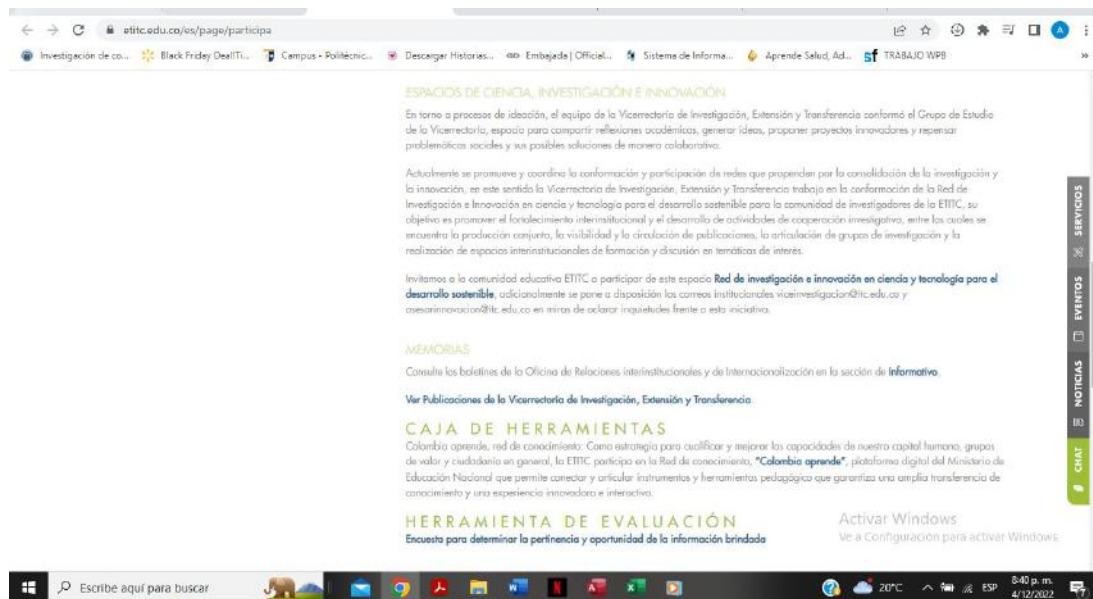 etitc.edu.co/es/page/participa
Investigación de co...
Black Friday Deal! Ti...
Campus - Politécnic...
Descargar Historias...
Embajada | Official...
Sistema de Informa...
Aprende Salud, Ad...
TRABAJO WPB
ESPACIOS DE CIENCIA, INVESTIGACIÓN E INNOVACIÓN
En torno a procesos de ideación, el equipo de la Vicerrectoría de Investigación, Extensión y Transferencia conformó el Grupo de Estudio
de la Vicerrectoría, espacio para compartir reflexiones académicas, generar ideas, proponer proyectos innovadores y repensar
problemáticas sociales y sus posibles soluciones de manera colaborativa.
Actualmente se promueve y coordina la conformación y participación de redes que propenden por la consolidación de la investigación y
la innovación, en este sentido la Vicerrectoría de Investigación, Extensión y Transferencia trabaja en la conformación de la Red de
Investigación e Innovación en ciencia y tecnología para el desarrollo sostenible para la comunidad de investigadores de la ETITC, su
objetivo es promover el fortalecimiento interinstitucional y el desarrollo de actividades de cooperación investigativa, entre las cuales se
encuentra la producción conjunta, la visibilidad y la circulación de publicaciones, la articulación de grupos de investigación y la
realización de espacios interinstitucionales de formación y discusión en temáticas de interés.
Invitamos a la comunidad educativa ETITC a participar de este espacio Red de investigación e innovación en ciencia y tecnología para el
desarrollo sostenible, adicionalmente se pone a disposición los correos institucionales viceinvestigacion@itc.edu.co y
asesorinnovacion@itc.edu.co en miras de aclarar inquietudes frente a esta iniciativa.
MEMORIAS
Consulte los boletines de la Oficina de Relaciones interinstitucionales y de Internacionalización en la sección de Informativo.
Ver Publicaciones de la Vicerrectoría de Investigación, Extensión y Transferencia
CAJA DE HERRAMIENTAS
Colombia aprende, red de conocimiento: Como estrategia para cualificar y mejorar las capacidades de nuestro capital humano, grupos
de valor y ciudadanía en general, la ETITC participa en la Red de conocimiento, "Colombia aprende", plataforma digital del Ministerio de
Educación Nacional que permite conectar y articular instrumentos y herramientas pedagógico que garantiza una amplia transferencia de
conocimiento y una experiencia innovadora e interactiva.
HERRAMIENTA DE EVALUACIÓN
Encuesta para determinar la pertinencia y oportunidad de la información brindada
SERVICIOS
EVENTOS
NOTICIAS
CHAT
Activar Windows
Ve a Configuración para activar Windows.
Escribe aquí para buscar
20°C
ESP
8:40 p. m.
4/12/2022